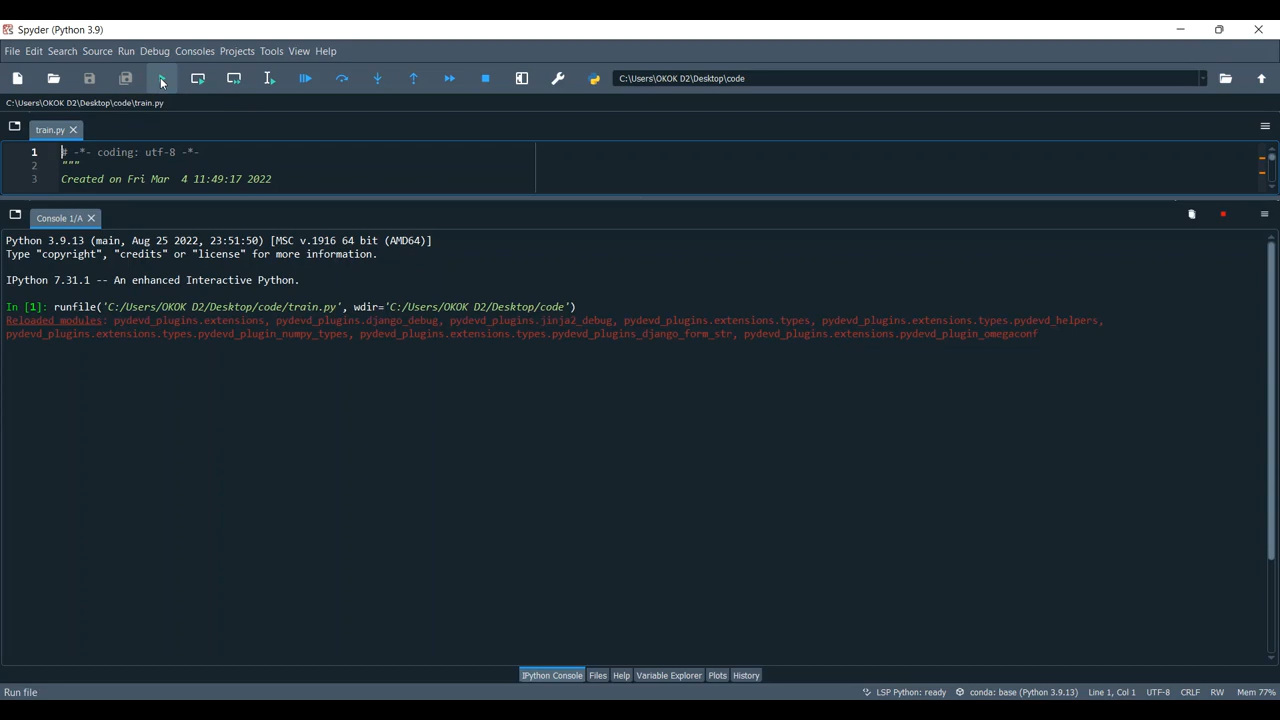 Spyder (Python 3.9)
File Edit Search Source Run Debug Consoles Projects Tools View Help
C:\Users\OKOK D2\Desktop\code
C:\Users\OKOK D2\Desktop\code\train.py
train.py
1 # -*- coding: utf-8 -*-
2 """
3 Created on Fri Mar  4 11:49:17 2022
Console 1/A
Python 3.9.13 (main, Aug 25 2022, 23:51:50) [MSC v.1916 64 bit (AMD64)]
Type "copyright", "credits" or "license" for more information.
IPython 7.31.1 -- An enhanced Interactive Python.
In [1]: runfile('C:/Users/OKOK D2/Desktop/code/train.py', wdir='C:/Users/OKOK D2/Desktop/code')
Reloaded modules: pydevd_plugins.extensions, pydevd_plugins.django_debug, pydevd_plugins.jinja2_debug, pydevd_plugins.extensions.types, pydevd_plugins.extensions.types.pydevd_helpers,
pydevd_plugins.extensions.types.pydevd_plugin_numpy_types, pydevd_plugins.extensions.types.pydevd_plugins_django_form_str, pydevd_plugins.extensions.pydevd_plugin_omegaconf
IPython Console Files Help Variable Explorer Plots History
Run file LSP Python: ready conda: base (Python 3.9.13) Line 1, Col 1 UTF-8 CRLF RW Mem 77%